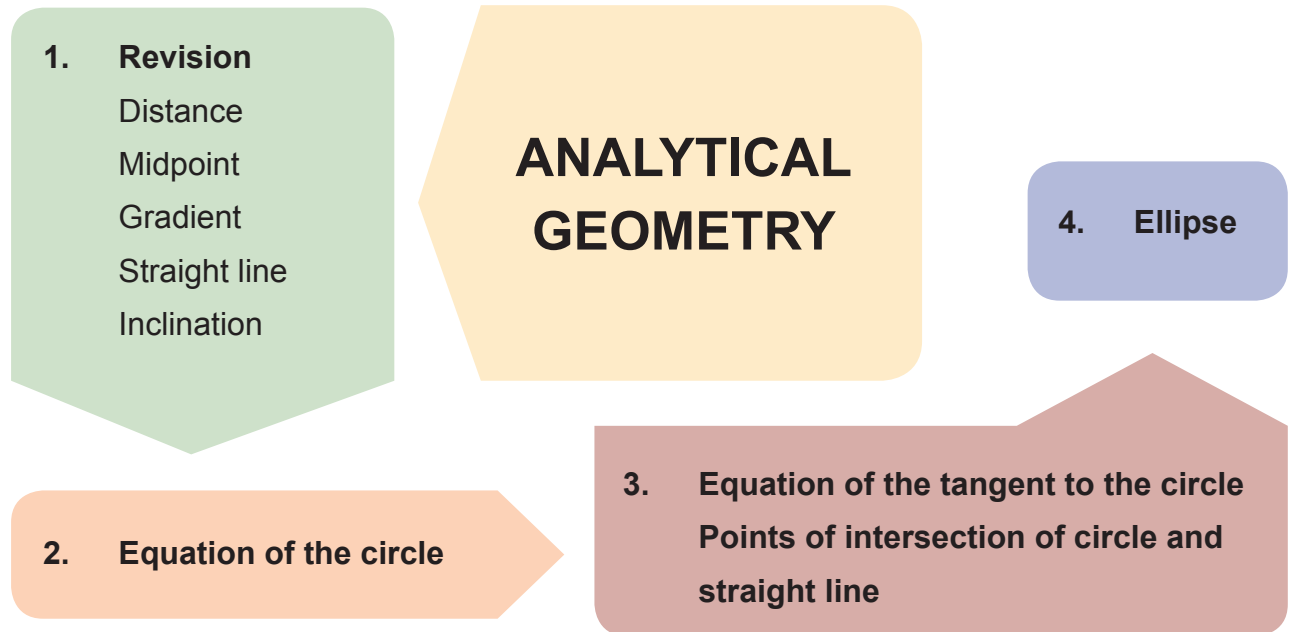 ANALYTICAL
GEOMETRY
1. Revision
Distance
Midpoint
Gradient
Straight line
Inclination
2. Equation of the circle
3. Equation of the tangent to the circle
Points of intersection of circle and
straight line
4. Ellipse